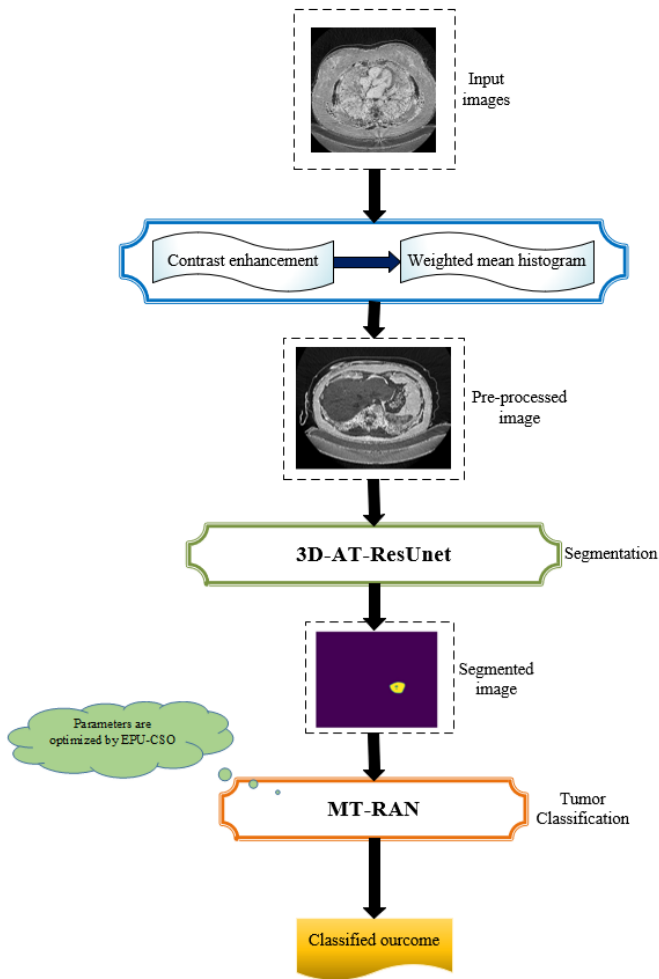 Input
images
Contrast enhancement
Weighted mean histogram
Pre-processed
image
3D-AT-ResUnet
Segmentation
Segmented
image
Parameters are
optimized by EPU-CSO
MT-RAN
Tumor
Classification
Classified ourcome